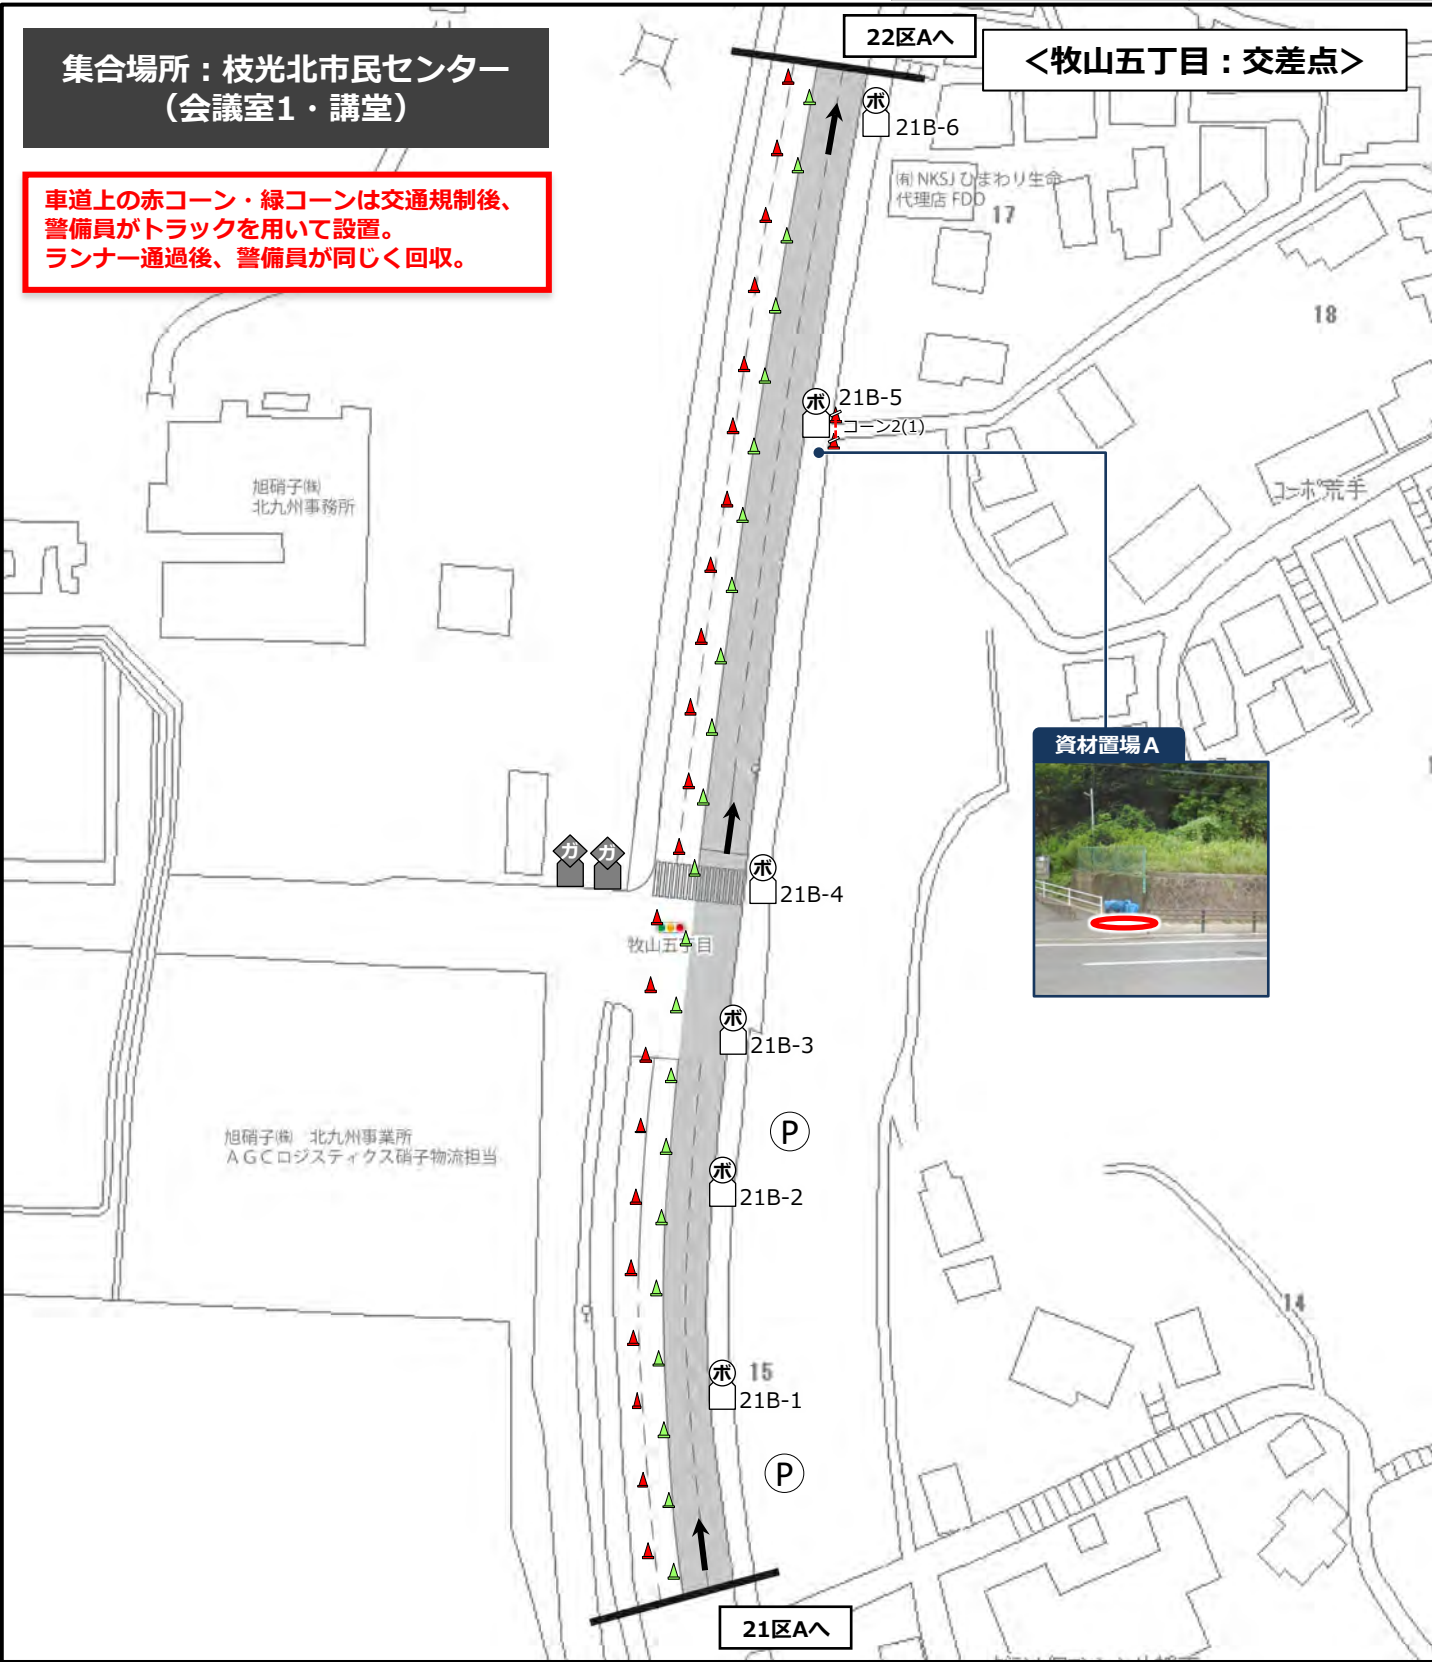 集合場所：枝光北市民センター
（会議室1・講堂）
22区Aへ
＜牧山五丁目：交差点＞
車道上の赤コーン・緑コーンは交通規制後、
警備員がトラックを用いて設置。
ランナー通過後、警備員が同じく回収。
ボ
21B-6
㈲NKSJひまわり生命
代理店 FDO
17
18
ボ
21B-5
コーン2(1)
旭硝子㈱
北九州事務所
コーポ荒手
資材置場A
ガ
ガ
ボ
21B-4
牧山五丁目
ボ
21B-3
P
旭硝子㈱ 北九州事業所
AGCロジスティクス硝子物流担当
ボ
21B-2
14
ボ
15
21B-1
P
21区Aへ